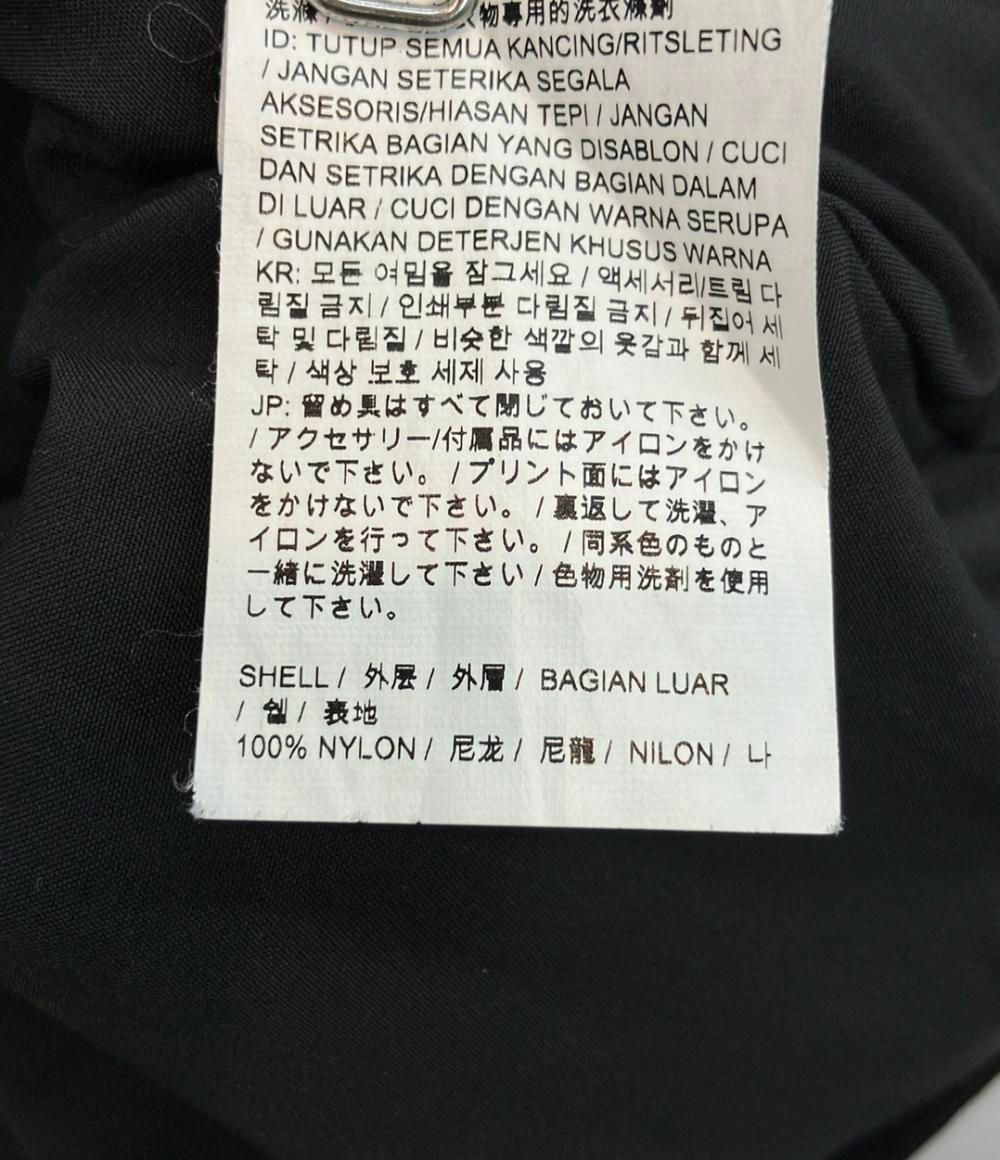 洗滌
物專用的洗衣滌劑
ID: TUTUP SEMUA KANCING/RITSLETING
/ JANGAN SETERIKA SEGALA
AKSESORIS/HIASAN TEPI / JANGAN
SETRIKA BAGIAN YANG DISABLON / CUCI
DAN SETRIKA DENGAN BAGIAN DALAM
DI LUAR / CUCI DENGAN WARNA SERUPA
/ GUNAKAN DETERJEN KHUSUS WARNA
KR: 모든 여밈을 잠그세요 / 액세서리/트림 다
림질 금지 / 인쇄부분 다림질 금지 / 뒤집어 세
탁 및 다림질 / 비슷한 색깔의 옷감과 함께 세
탁 / 색상 보호 세제 사용
JP: 留め具はすべて閉じておいて下さい。
/ アクセサリー/付属品にはアイロンをかけ
ないで下さい。 / プリント面にはアイロン
をかけないで下さい。 / 裏返して洗濯、ア
イロンを行って下さい。 / 同系色のものと
一緒に洗濯して下さい / 色物用洗剤を使用
して下さい。
SHELL / 外层 / 外層 / BAGIAN LUAR
/ 쉘 / 表地
100% NYLON / 尼龙 / 尼龍 / NILON / 나